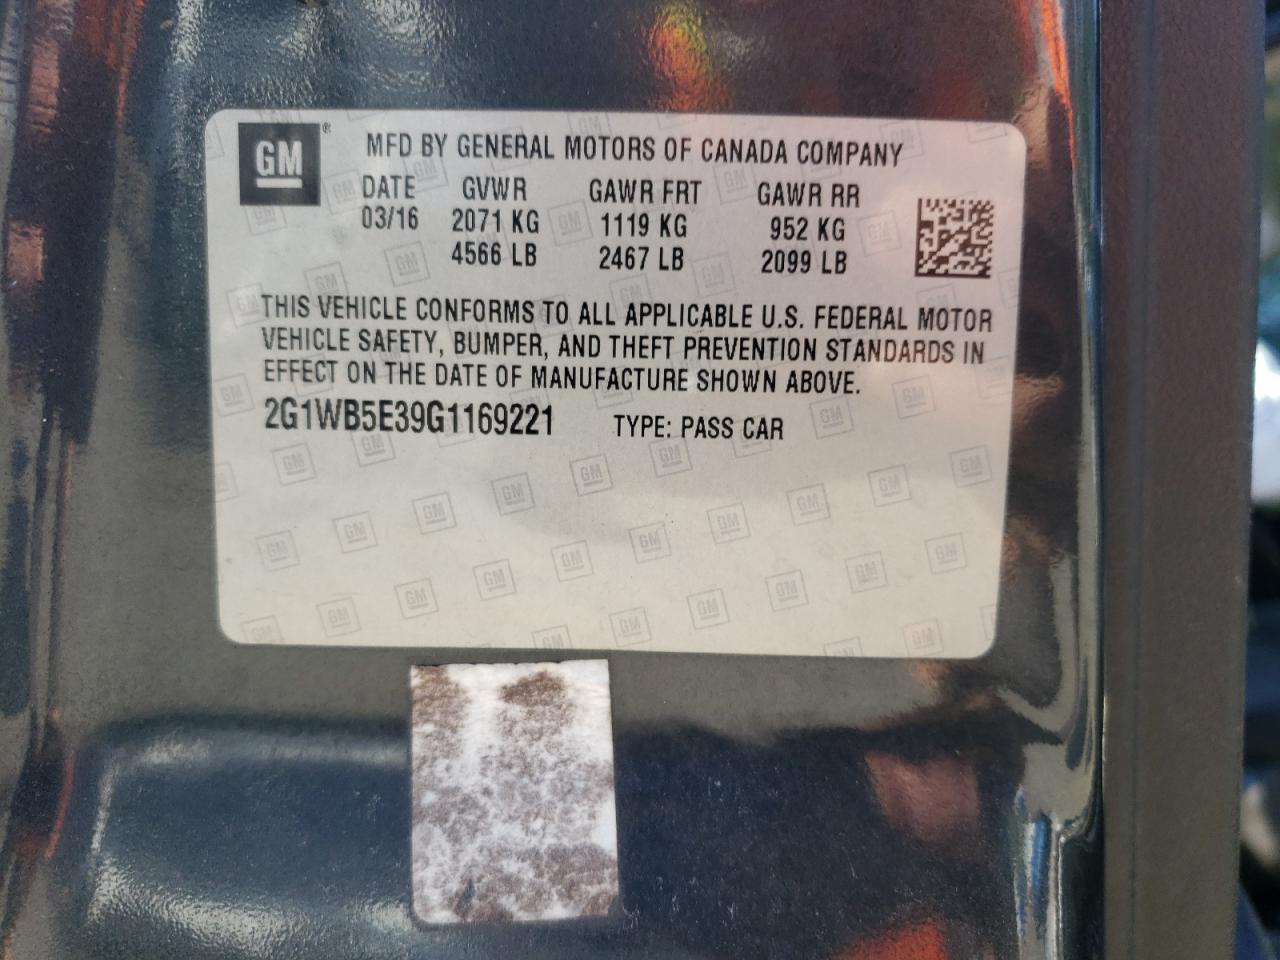 GM®
MFD BY GENERAL MOTORS OF CANADA COMPANY
DATE GVWR GAWR FRT GAWR RR
03/16 2071 KG 1119 KG 952 KG
4566 LB 2467 LB 2099 LB
THIS VEHICLE CONFORMS TO ALL APPLICABLE U.S. FEDERAL MOTOR
VEHICLE SAFETY, BUMPER, AND THEFT PREVENTION STANDARDS IN
EFFECT ON THE DATE OF MANUFACTURE SHOWN ABOVE.
2G1WB5E39G1169221 TYPE: PASS CAR